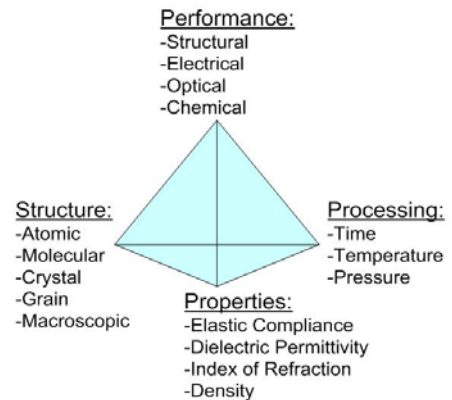 Performance:
-Structural
-Electrical
-Optical
-Chemical
Structure:
-Atomic
-Molecular
-Crystal
-Grain
-Macroscopic
Processing:
-Time
-Temperature
-Pressure
Properties:
-Elastic Compliance
-Dielectric Permittivity
-Index of Refraction
-Density